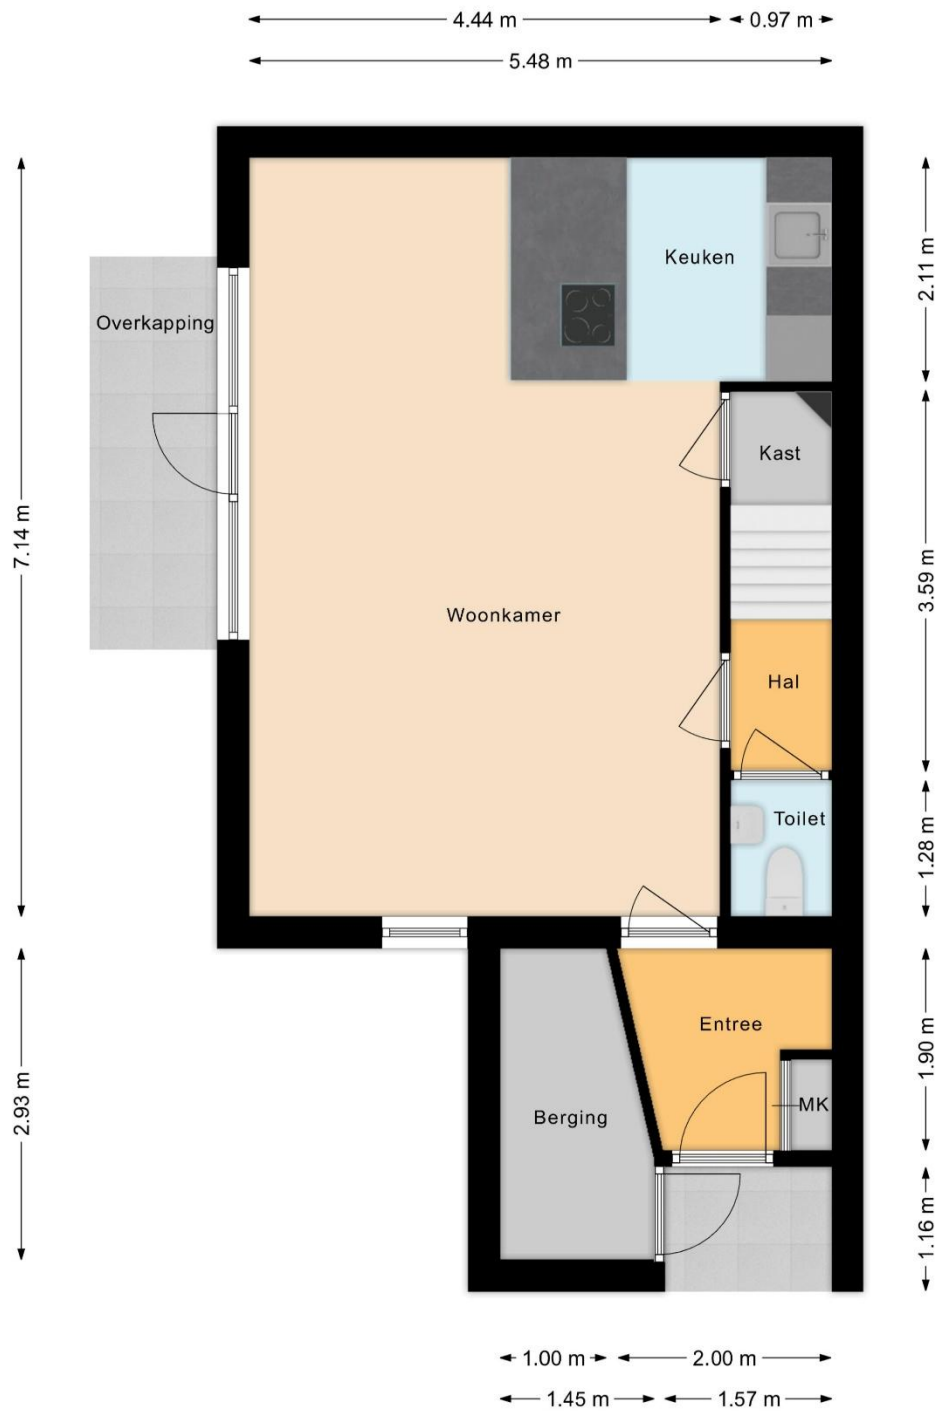 4.44 m
0.97 m
5.48 m
2.11 m
Keuken
Overkapping
Kast
7.14 m
3.59 m
Woonkamer
Hal
Toilet
1.28 m
Entree
1.90 m
MK
Berging
2.93 m
1.16 m
1.00 m
2.00 m
1.45 m
1.57 m